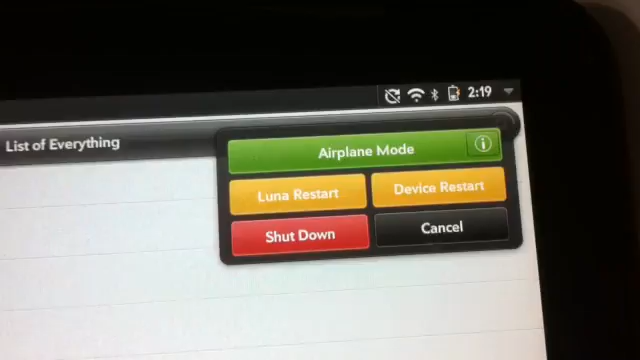 2:19
List of Everything
Airplane Mode
Luna Restart
Device Restart
Shut Down
Cancel